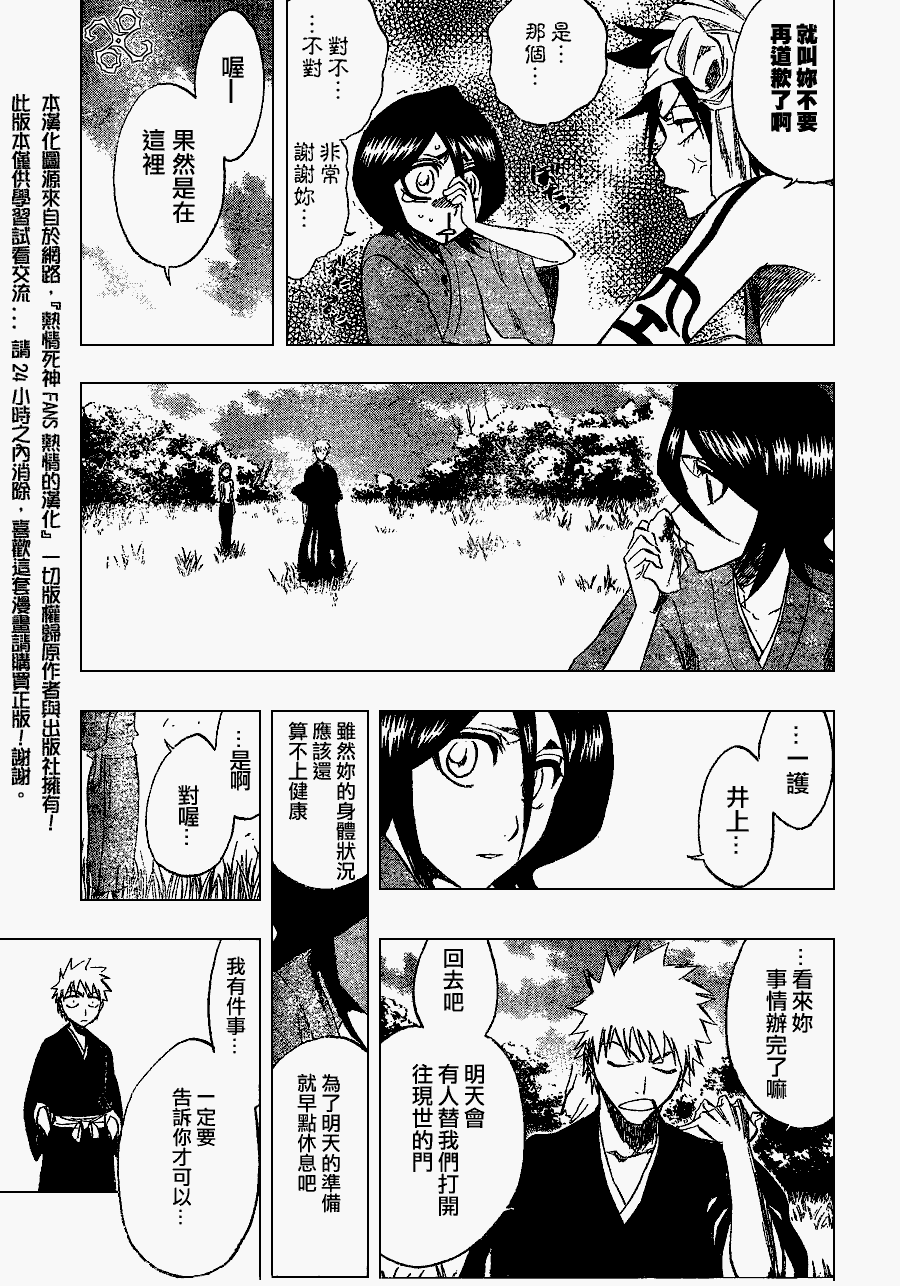 就叫妳不要
再道歉了啊
是…
那個…
對不…
…不對
非常
謝謝妳…
喔—
果然是在
這裡
…一護
井上…
雖然妳的身體狀況
應該還
算不上健康
…是啊
對喔…
…看來妳
事情辦完了嘛
回去吧
明天會
有人替我們打開
往現世的門
為了明天的準備
就早點休息吧
我有件事…
一定要
告訴你才可以…
本漢化圖源來自於網路，『熱情死神 FANS 熱情的漢化』一切版權歸原作者與出版社擁有！
此版本僅供學習試看交流… 請 24 小時之內消除，喜歡這套漫畫請購買正版！謝謝。